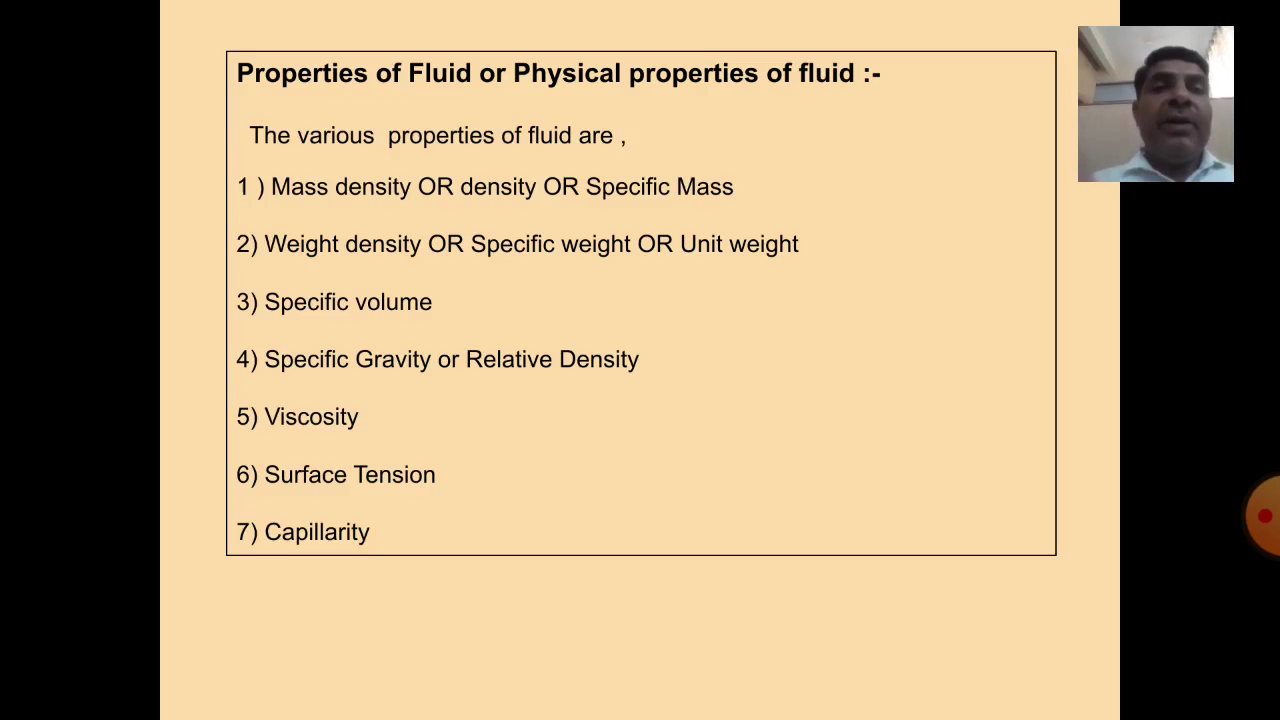 Properties of Fluid or Physical properties of fluid :-
The various properties of fluid are ,
1 ) Mass density OR density OR Specific Mass
2) Weight density OR Specific weight OR Unit weight
3) Specific volume
4) Specific Gravity or Relative Density
5) Viscosity
6) Surface Tension
7) Capillarity